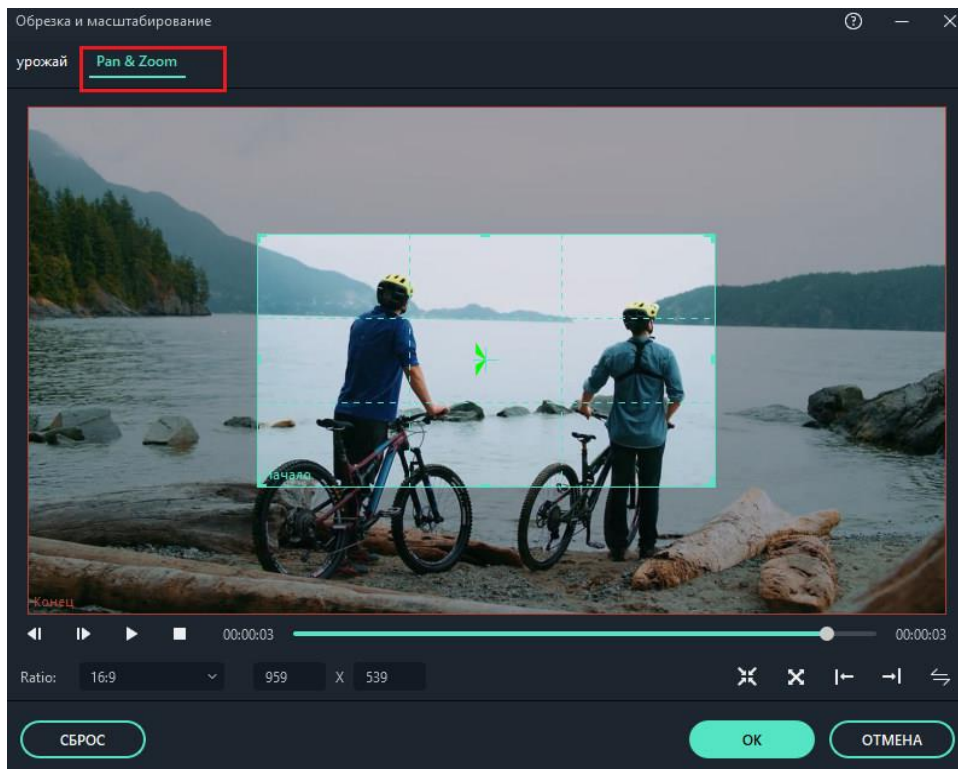 Обрезка и масштабирование
урожай Pan & Zoom
Начало
Конец
00:00:03 00:00:03
Ratio: 16:9 959 X 539
СБРОС OK ОТМЕНА